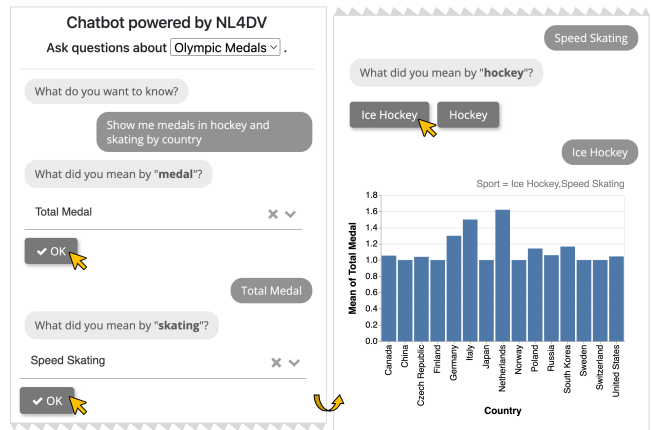 Chatbot powered by NL4DV
Ask questions about Olympic Medals .
What do you want to know?
Show me medals in hockey and
skating by country
What did you mean by "medal"?
Total Medal
OK
Total Medal
What did you mean by "skating"?
Speed Skating
OK
Speed Skating
What did you mean by "hockey"?
Ice Hockey
Hockey
Ice Hockey
Sport = Ice Hockey,Speed Skating
Mean of Total Medal
1.8
1.6
1.4
1.2
1.0
0.8
0.6
0.4
0.2
0.0
Canada
China
Czech Republic
Finland
Germany
Italy
Japan
Netherlands
Norway
Poland
Russia
South Korea
Sweden
Switzerland
United States
Country